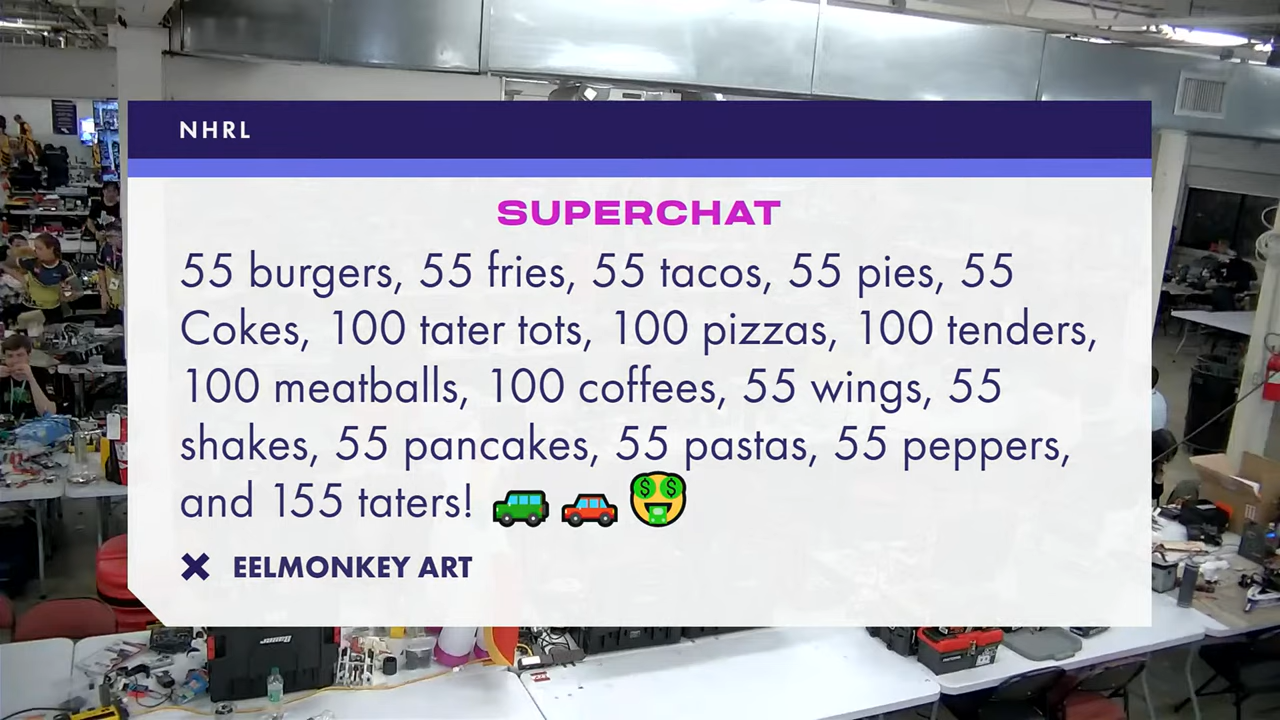 NHRL
SUPERCHAT
55 burgers, 55 fries, 55 tacos, 55 pies, 55
Cokes, 100 tater tots, 100 pizzas, 100 tenders,
100 meatballs, 100 coffees, 55 wings, 55
shakes, 55 pancakes, 55 pastas, 55 peppers,
and 155 taters! 🚙 🚗 🤑
✖ EELMONKEY ART